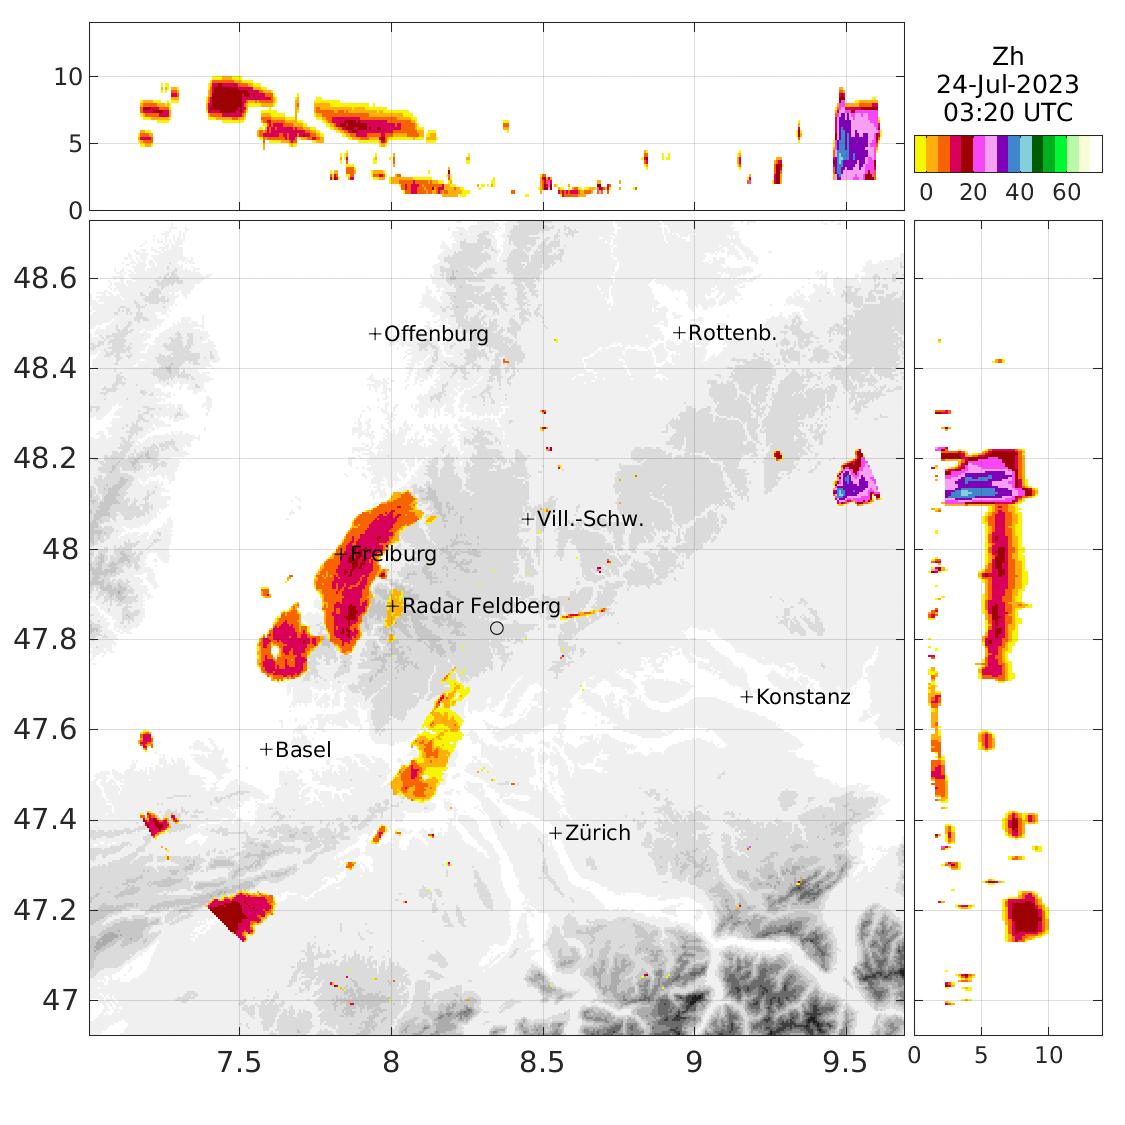 10
5
0
Zh
24-Jul-2023
03:20 UTC
0 20 40 60
48.6
48.4
48.2
48
47.8
47.6
47.4
47.2
47
+Offenburg
+Rottenb.
+Vill.-Schw.
+Freiburg
+Radar Feldberg
+Konstanz
+Basel
+Zürich
7.5 8 8.5 9 9.5
0 5 10